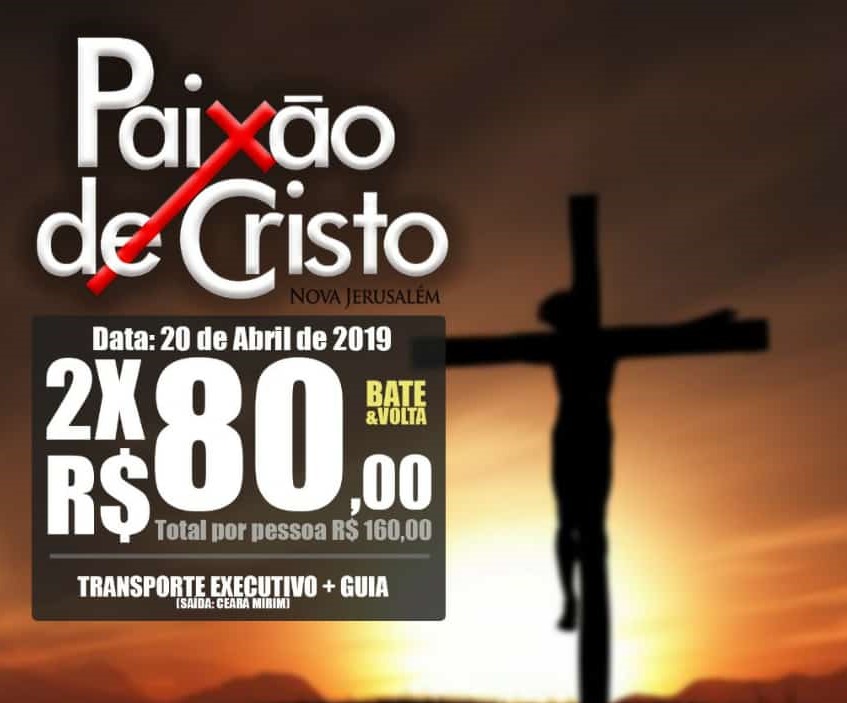 Paixão
de Cristo
NOVA JERUSALÉM
Data: 20 de Abril de 2019
2X
R$80,00
BATE
&VOLTA
Total por pessoa R$ 160,00
TRANSPORTE EXECUTIVO + GUIA
(SAÍDA: CEARÁ MIRIM)